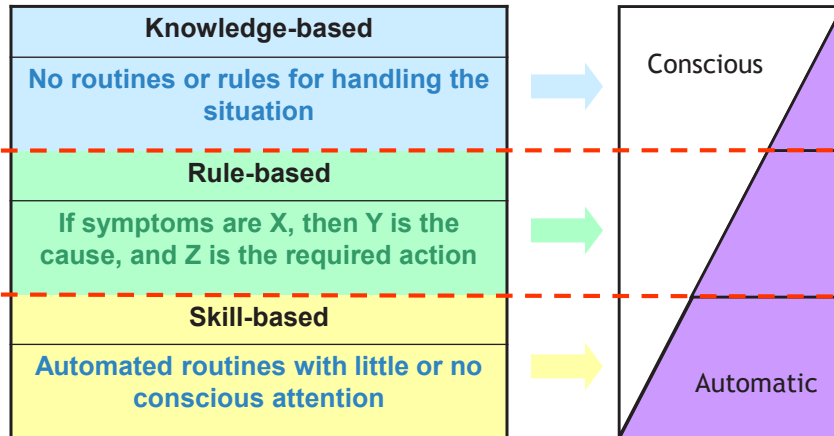 Knowledge-based
No routines or rules for handling the
situation
Conscious
Rule-based
If symptoms are X, then Y is the
cause, and Z is the required action
Skill-based
Automated routines with little or no
conscious attention
Automatic